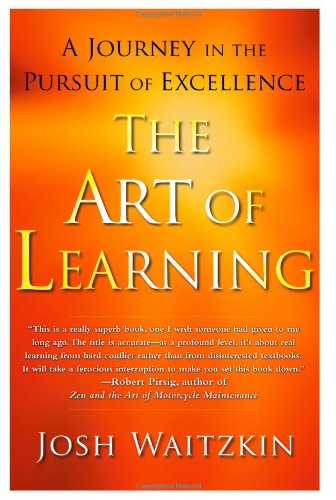 A Journey in the
Pursuit of Excellence
The
Art of
Learning
"This is a really superb book, one I wish someone had given to me
long ago. The title is accurate—at a profound level, it's about real
learning from hard conflict rather than from disinterested textbooks.
It will take a ferocious interruption to make you set this book down."
—Robert Pirsig, author of
Zen and the Art of Motorcycle Maintenance
Josh Waitzkin